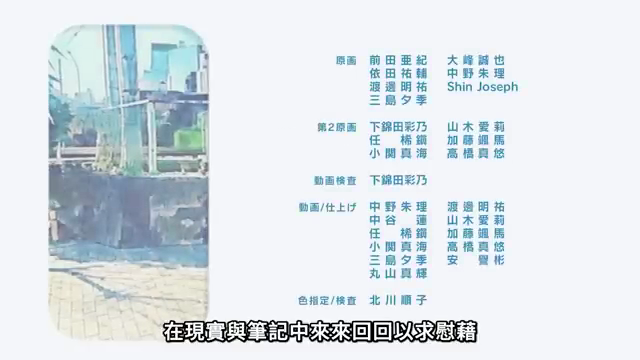 原画 前田亜紀 大峰誠也
依田祐輔 中野朱理
渡邊明祐 Shin Joseph
三島夕季
第2原画 下錦田彩乃 山木愛莉
任 桸鎭 加藤颯馬
小関真海 高橋真悠
動画検査 下錦田彩乃
動画/仕上げ 中野朱理 渡邊明祐
中谷 蓮 山木愛莉
任 桸鎭 加藤颯馬
小関真海 高橋真悠
三島夕季 安 譽彬
丸山真輝
色指定/検査 北川順子
在現實與筆記中來來回回以求慰藉